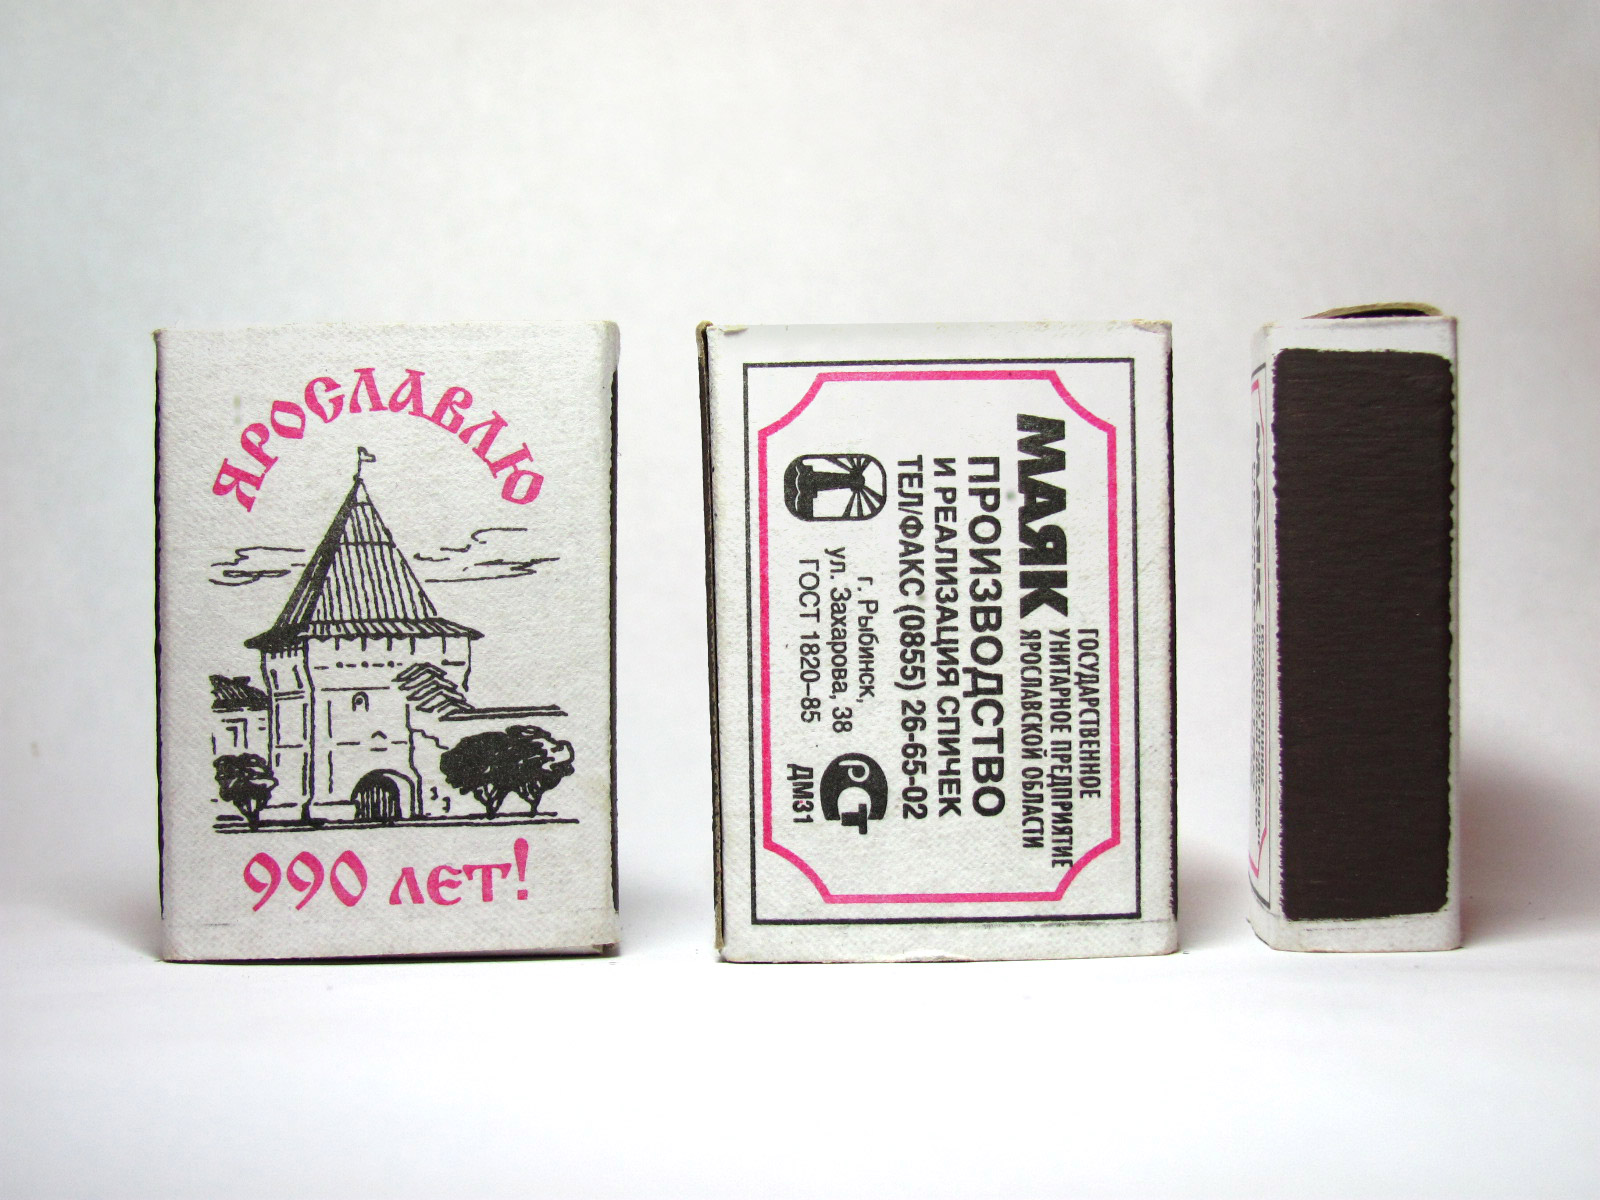 ЯРОСЛАВЛЮ
990 ЛЕТ!
МАЯК
ГОСУДАРСТВЕННОЕ
УНИТАРНОЕ ПРЕДПРИЯТИЕ
ЯРОСЛАВСКОЙ ОБЛАСТИ
ПРОИЗВОДСТВО
И РЕАЛИЗАЦИЯ СПИЧЕК
ТЕЛ/ФАКС (0855) 26-65-02
г. Рыбинск,
ул. Захарова, 38
ГОСТ 1820–85
РСТ
ДМ31